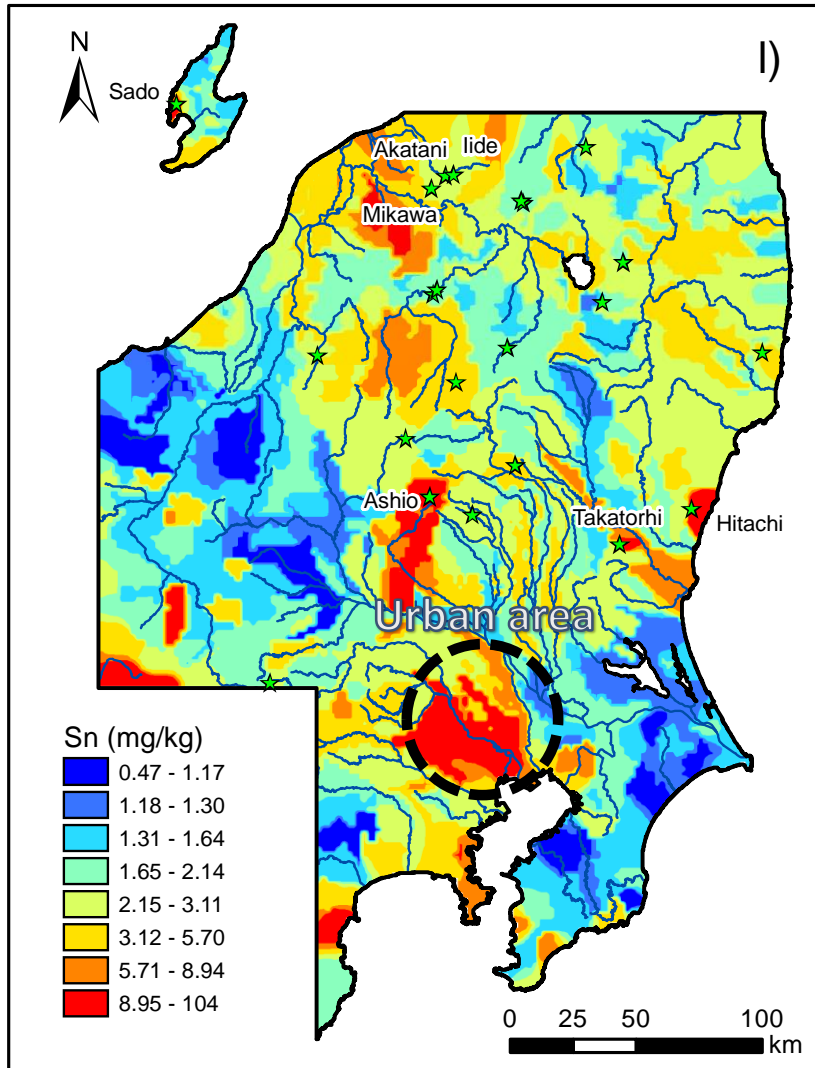 N
l)
Sado
Akatani
Iide
Mikawa
Ashio
Takatorhi
Hitachi
Urban area
Sn (mg/kg)
0.47 - 1.17
1.18 - 1.30
1.31 - 1.64
1.65 - 2.14
2.15 - 3.11
3.12 - 5.70
5.71 - 8.94
8.95 - 104
0 25 50 100
km